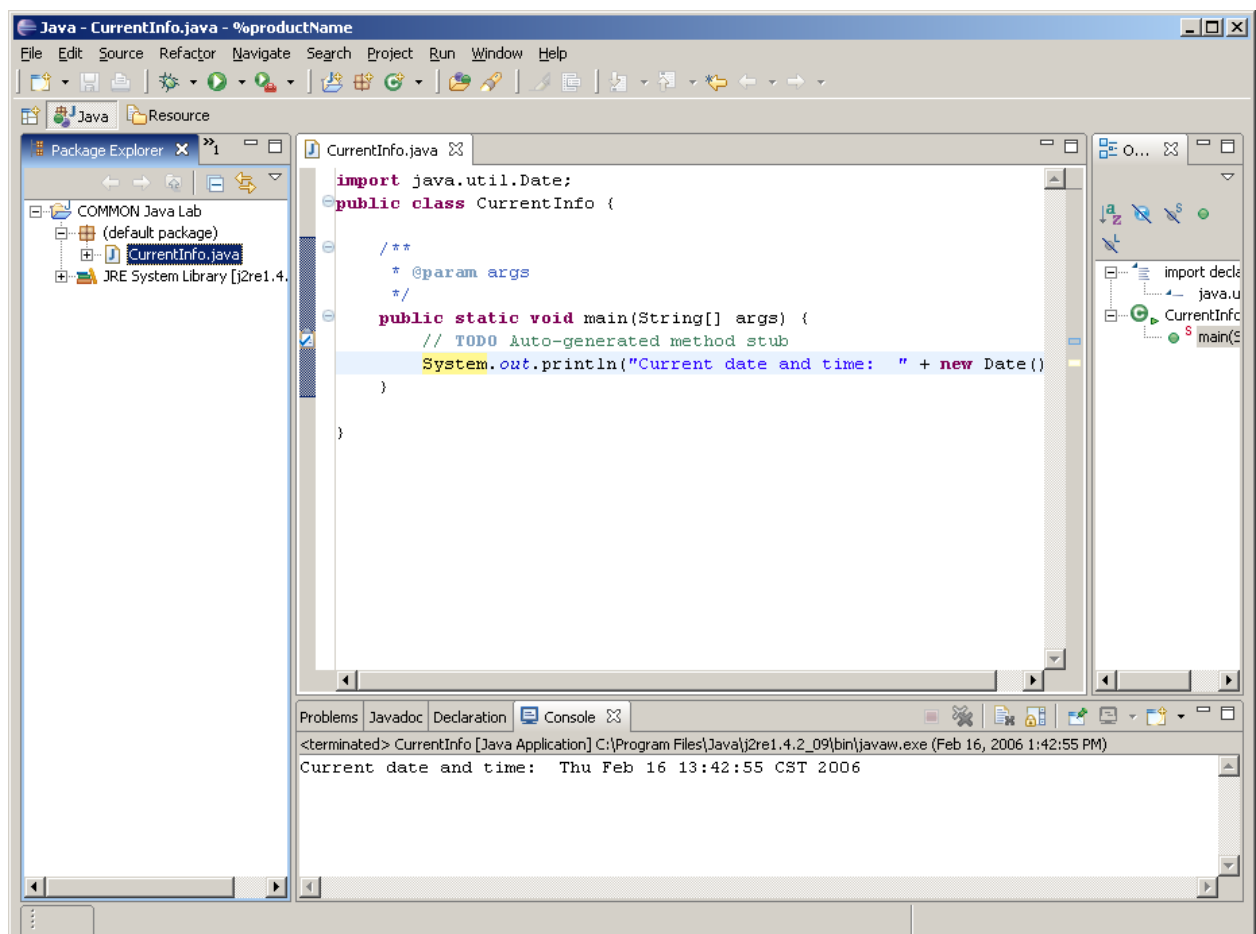 Java - CurrentInfo.java - %productName
File Edit Source Refactor Navigate Search Project Run Window Help
Java Resource
Package Explorer »1
COMMON Java Lab
(default package)
CurrentInfo.java
JRE System Library [j2re1.4.
CurrentInfo.java
import java.util.Date;
public class CurrentInfo {
/**
* @param args
*/
public static void main(String[] args) {
// TODO Auto-generated method stub
System.out.println("Current date and time:  " + new Date()
}
}
O...
import decla
java.u
CurrentInfo
main(S
Problems Javadoc Declaration Console
<terminated> CurrentInfo [Java Application] C:\Program Files\Java\j2re1.4.2_09\bin\javaw.exe (Feb 16, 2006 1:42:55 PM)
Current date and time:  Thu Feb 16 13:42:55 CST 2006